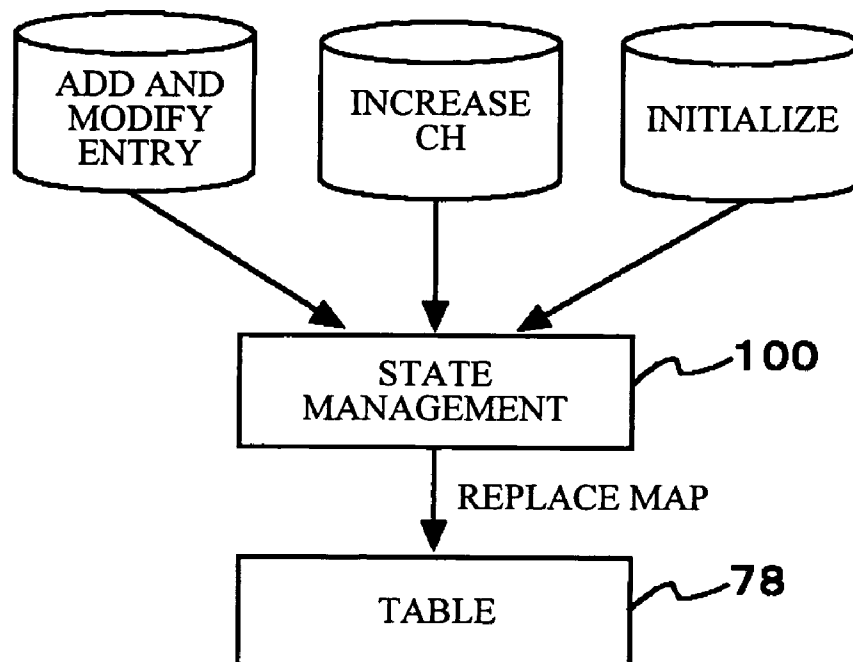 ADD AND
MODIFY
ENTRY
INCREASE
CH
INITIALIZE
STATE
MANAGEMENT
100
REPLACE MAP
TABLE
78